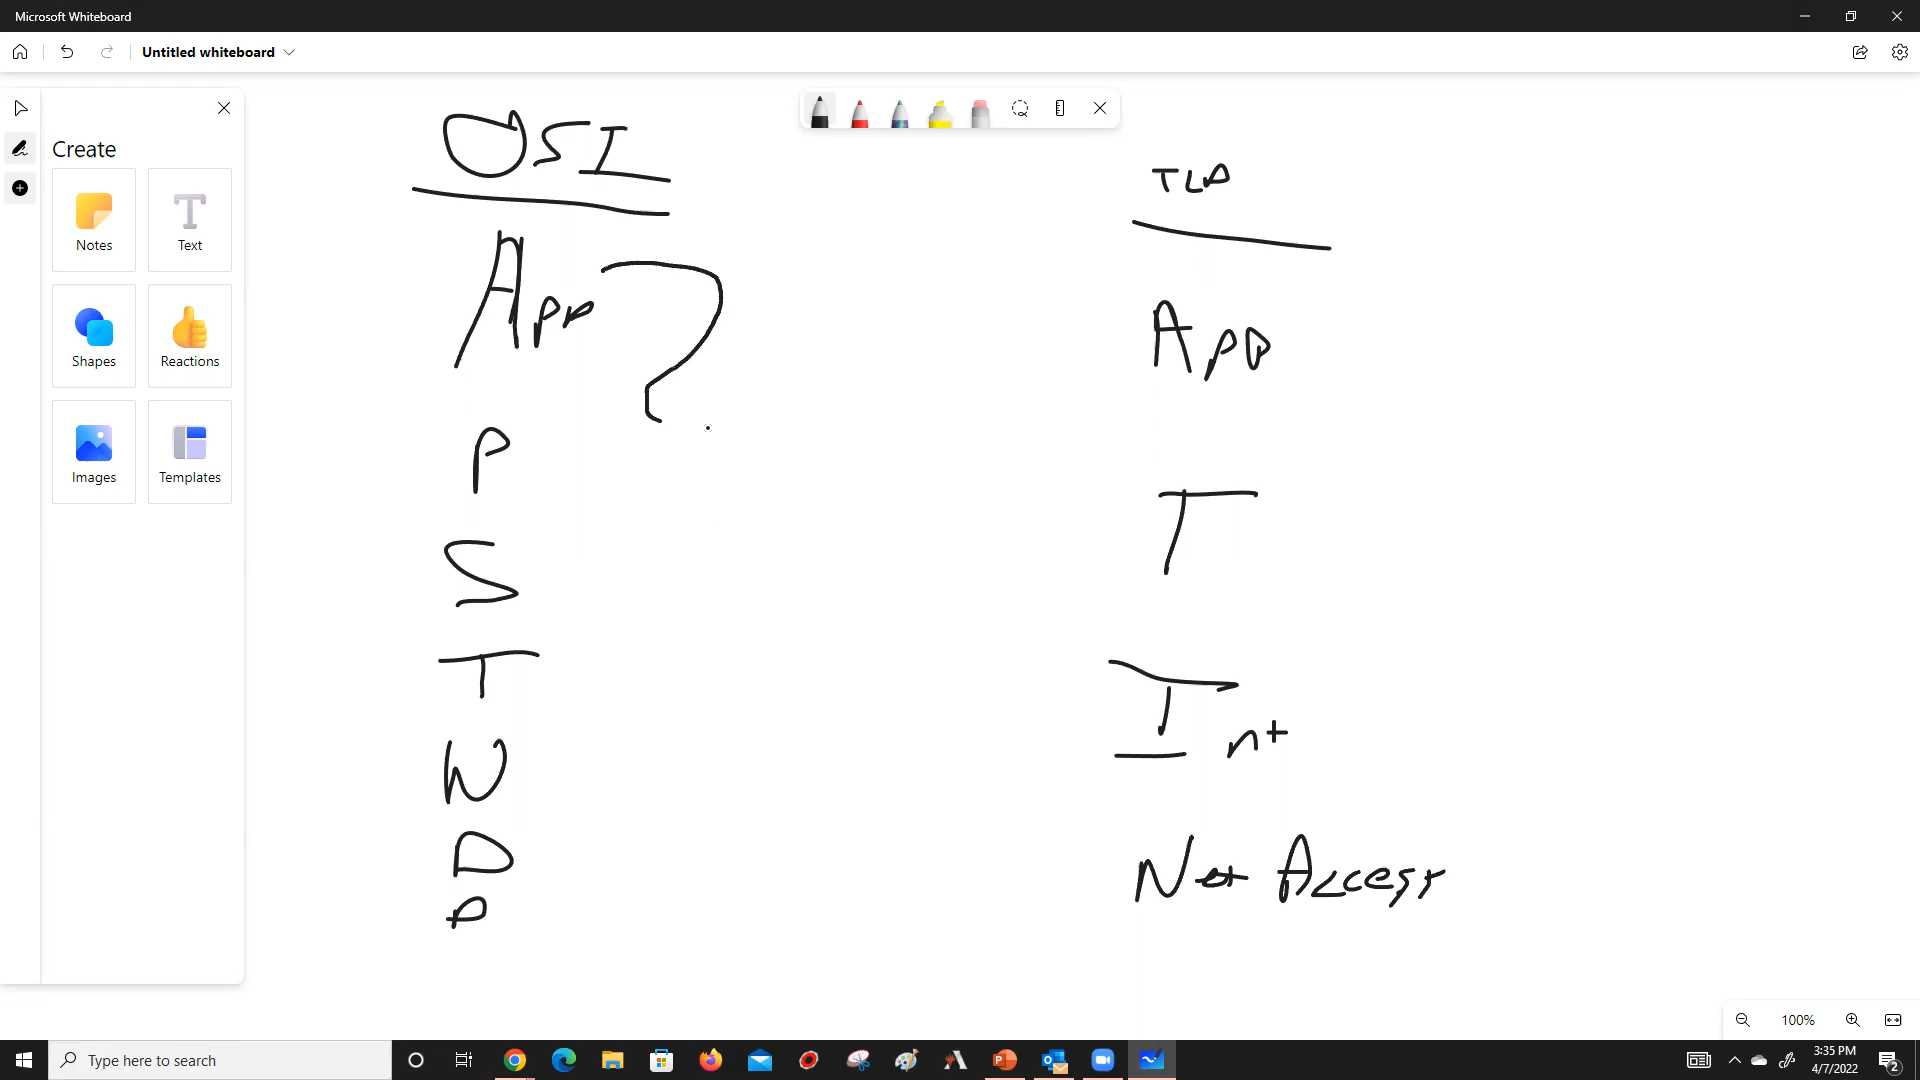 Microsoft Whiteboard
Untitled whiteboard
Create
Notes
Text
Shapes
Reactions
Images
Templates
OSI
App
P
S
T
N
D
P
TCP
App
T
Int
Net Access
100%
Type here to search
3:35 PM
4/7/2022
2